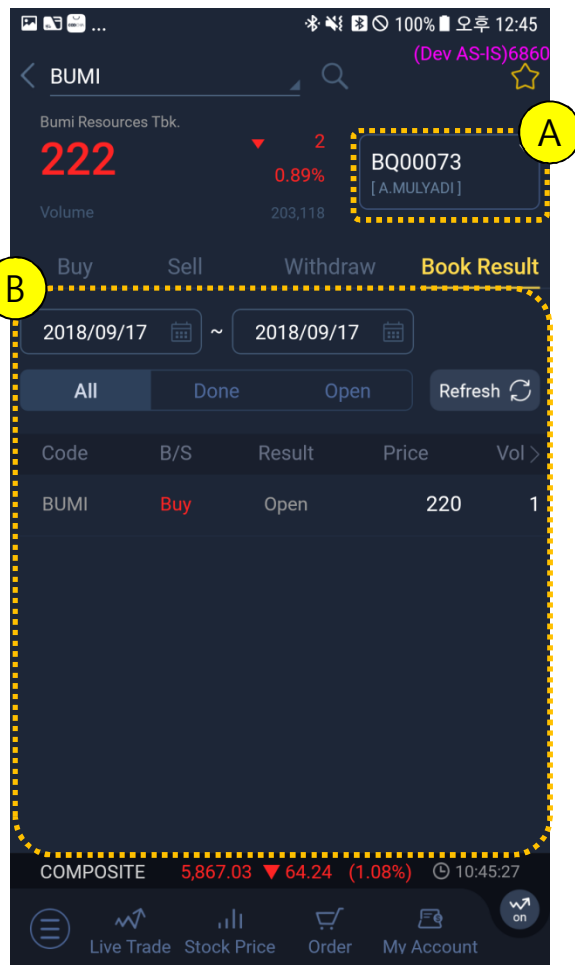 ... 100% 오후 12:45
(Dev AS-IS)6860
BUMI
Bumi Resources Tbk.
222
2
0.89%
Volume 203,118
A
BQ00073
[ A.MULYADI ]
Buy Sell Withdraw Book Result
B
2018/09/17 ~ 2018/09/17
All Done Open Refresh
Code B/S Result Price Vol >
BUMI Buy Open 220 1
COMPOSITE 5,867.03 ▼ 64.24 (1.08%) 10:45:27
on
Live Trade Stock Price Order My Account